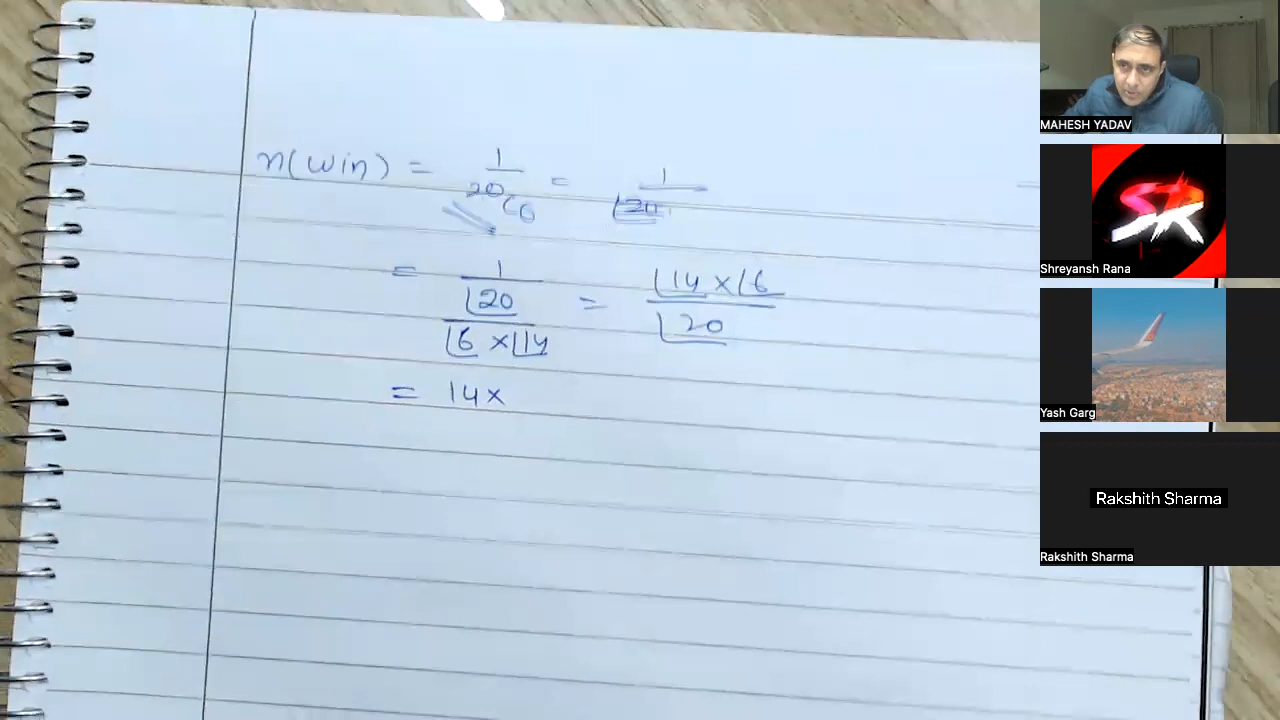 n(win) = 1/20C6 = 1/⌊20
= 1/(⌊20/(⌊6 × ⌊14)) = (⌊14 × ⌊6)/⌊20
= 14×
MAHESH YADAV
SR
Shreyansh Rana
Yash Garg
Rakshith Sharma
Rakshith Sharma